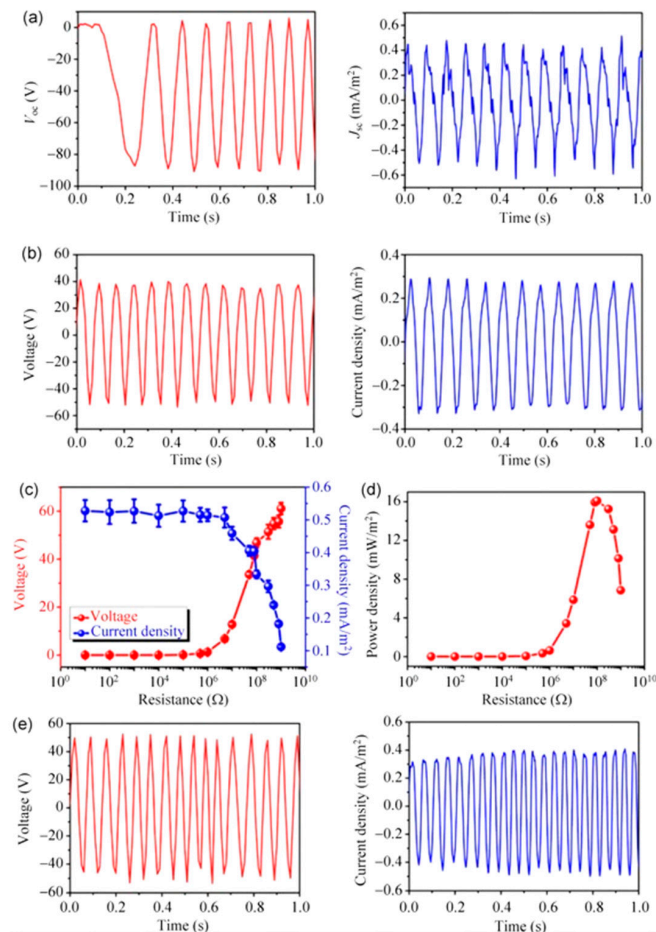 (a)
V_oc (V)
0
−20
−40
−60
−80
−100
0.0 0.2 0.4 0.6 0.8 1.0
Time (s)
J_sc (mA/m²)
0.6
0.4
0.2
0.0
−0.2
−0.4
−0.6
−0.8
0.0 0.2 0.4 0.6 0.8 1.0
Time (s)
(b)
Voltage (V)
60
40
20
0
−20
−40
−60
0.0 0.2 0.4 0.6 0.8 1.0
Time (s)
Current density (mA/m²)
0.4
0.2
0.0
−0.2
−0.4
0.0 0.2 0.4 0.6 0.8 1.0
Time (s)
(c)
Voltage (V)
60
40
20
0
Voltage
Current density
0.6
0.5
0.4
0.3
0.2
0.1
Current density (mA/m²)
10⁰ 10² 10⁴ 10⁶ 10⁸ 10¹⁰
Resistance (Ω)
(d)
Power density (mW/m²)
16
12
8
4
0
10⁰ 10² 10⁴ 10⁶ 10⁸ 10¹⁰
Resistance (Ω)
(e)
Voltage (V)
60
40
20
0
−20
−40
−60
0.0 0.2 0.4 0.6 0.8 1.0
Time (s)
Current density (mA/m²)
0.6
0.4
0.2
0.0
−0.2
−0.4
−0.6
0.0 0.2 0.4 0.6 0.8 1.0
Time (s)